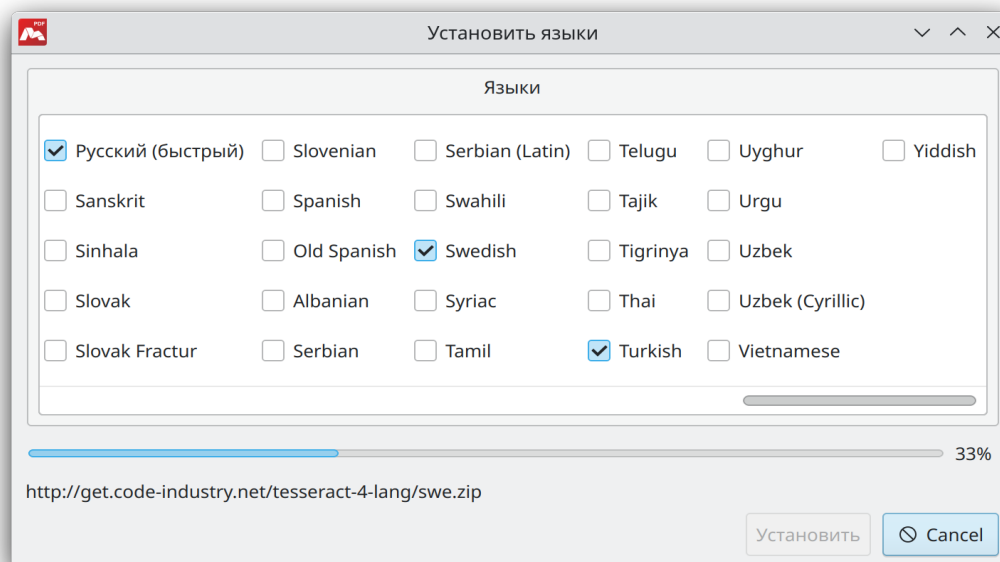 PDF
Установить языки
Языки
Русский (быстрый) Slovenian Serbian (Latin) Telugu Uyghur Yiddish
Sanskrit Spanish Swahili Tajik Urgu
Sinhala Old Spanish Swedish Tigrinya Uzbek
Slovak Albanian Syriac Thai Uzbek (Cyrillic)
Slovak Fractur Serbian Tamil Turkish Vietnamese
33%
http://get.code-industry.net/tesseract-4-lang/swe.zip
Установить Cancel